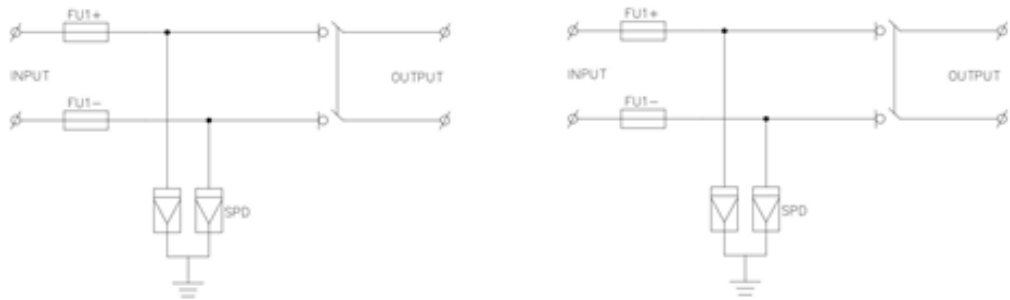 FU1+
INPUT
OUTPUT
FU1-
SPD
FU1+
INPUT
OUTPUT
FU1-
SPD